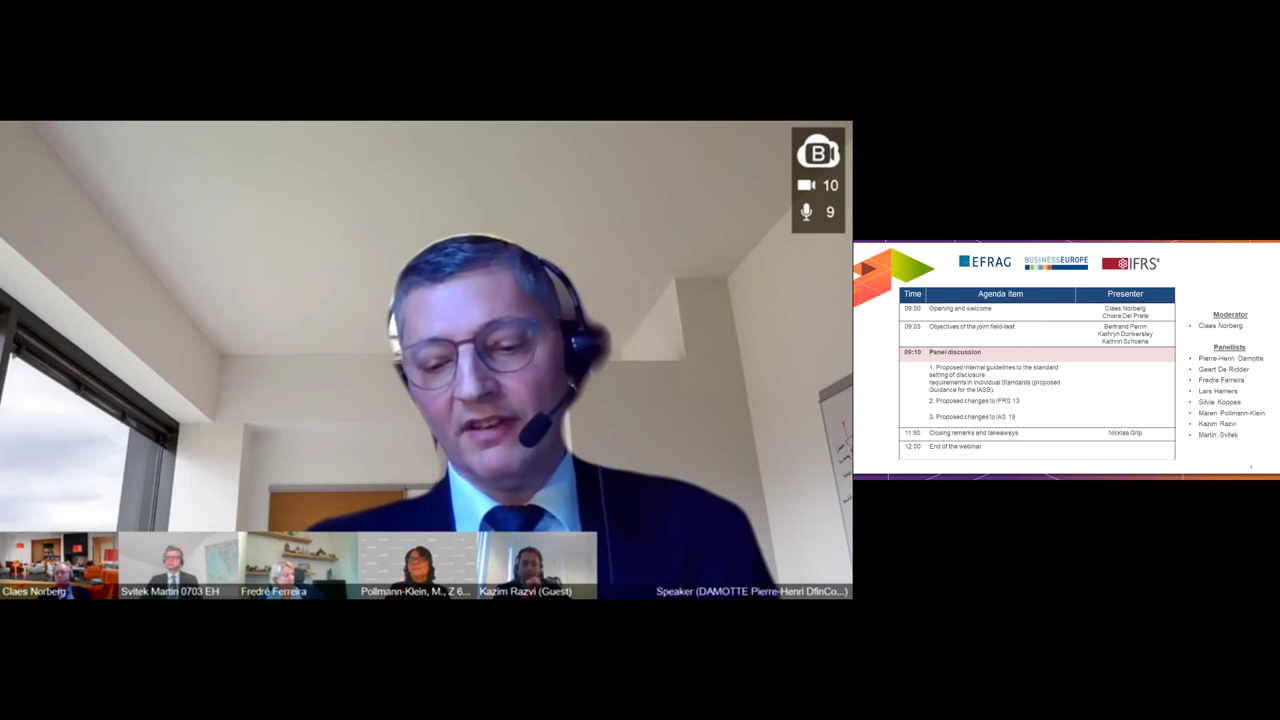 B
10
9
Claes Norberg
Svitek Martin 0703 EH
Fredre Ferreira
Pollmann-Klein, M., Z 6...
Kazim Razvi (Guest)
Speaker (DAMOTTE Pierre-Henri DfinCo...)
EFRAG
BUSINESSEUROPE
IFRS®
Time Agenda item Presenter
09:00 Opening and welcome Claes Norberg
Chiara Del Prete
09:05 Objectives of the joint field-test Bertrand Perrin
Kathryn Donkersley
Kathrin Schoene
09:10 Panel discussion
1. Proposed internal guidelines to the standard
setting of disclosure
requirements in individual Standards (proposed
Guidance for the IASB).
2. Proposed changes to IFRS 13
3. Proposed changes to IAS 19
11:50 Closing remarks and takeaways Nicklas Grip
12:00 End of the webinar
Moderator
• Claes Norberg
Panellists
• Pierre-Henri Damotte
• Geert De Ridder
• Fredre Ferreira
• Lars Hamers
• Silvie Koppes
• Maren Pollmann-Klein
• Kazim Razvi
• Martin Svitek